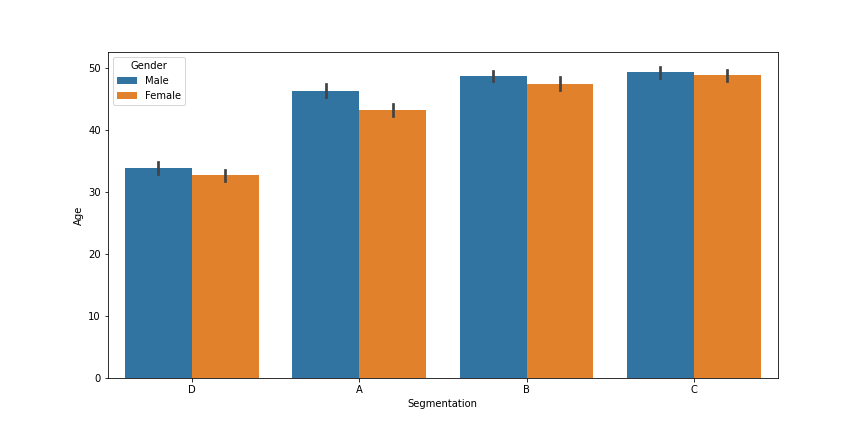 Gender
Male
Female
50
40
30
20
10
0
Age
D A B C
Segmentation